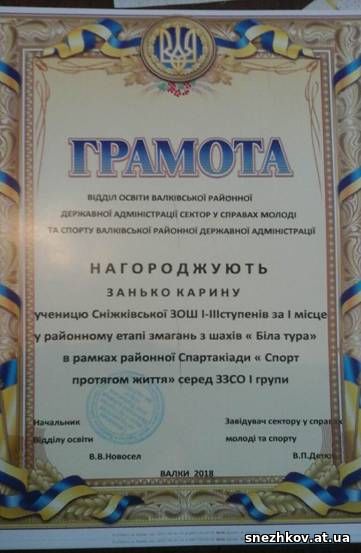 ГРАМОТА
ВІДДІЛ ОСВІТИ ВАЛКІВСЬКОЇ РАЙОННОЇ
ДЕРЖАВНОЇ АДМІНІСТРАЦІЇ СЕКТОР У СПРАВАХ МОЛОДІ
ТА СПОРТУ ВАЛКІВСЬКОЇ РАЙОННОЇ ДЕРЖАВНОЇ АДМІНІСТРАЦІЇ
НАГОРОДЖУЮТЬ
ЗАНЬКО КАРИНУ
ученицю Сніжківської ЗОШ І-ІІІступенів за І місце
у районному етапі змагань з шахів « Біла тура»
в рамках районної Спартакіади « Спорт
протягом життя» серед ЗЗСО І групи
Начальник Завідувач сектору у справах
Відділу освіти молоді та спорту
В.В.Новосел В.П.Детюк
ВАЛКИ 2018
snezhkov.at.ua